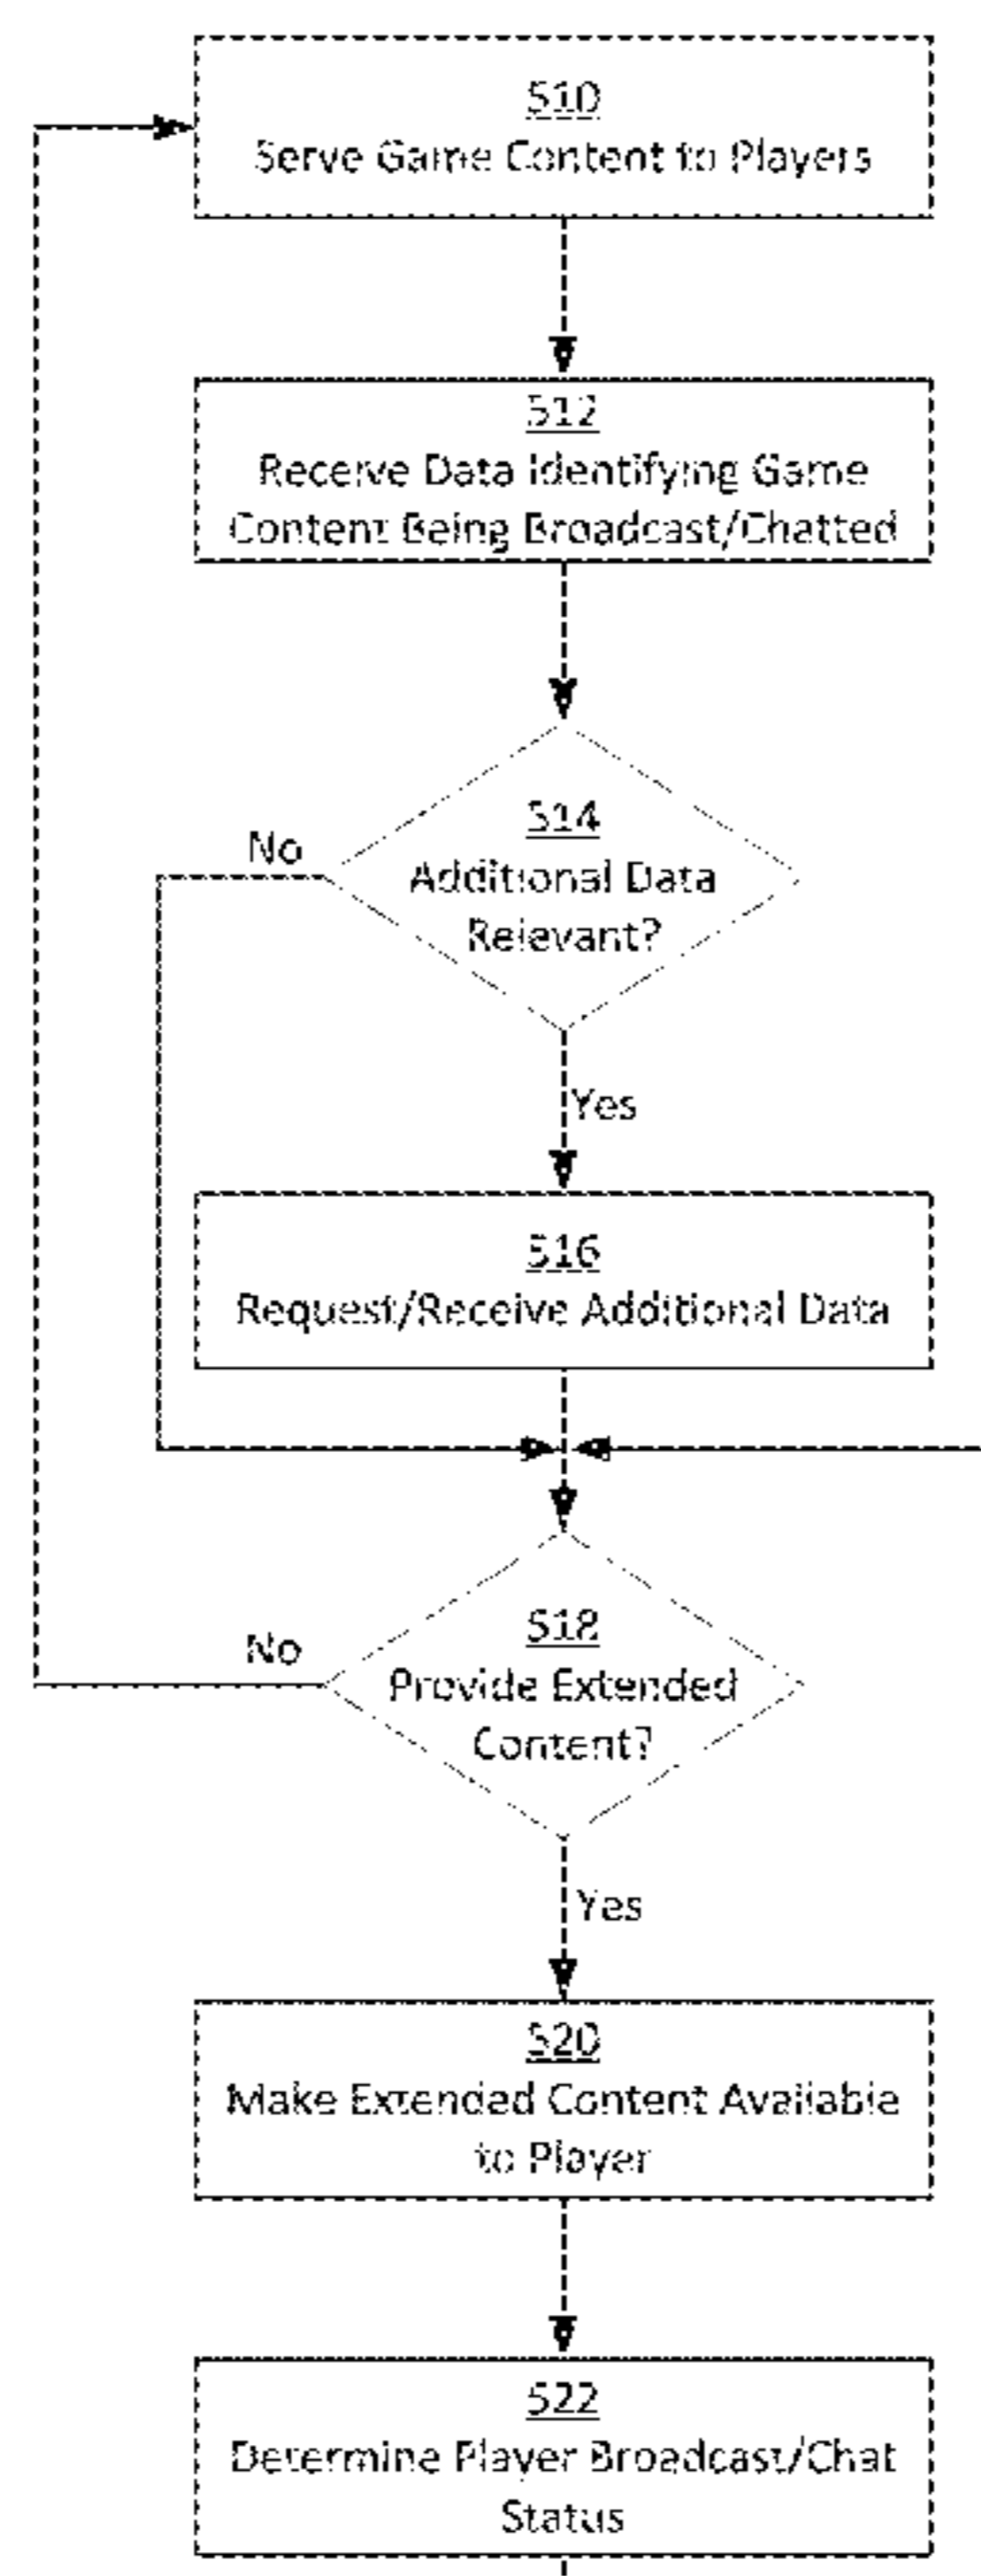 510
Serve Game Content to Players
512
Receive Data Identifying Game
Content Being Broadcast/Chatted
514
No
Additional Data
Relevant?
Yes
516
Request/Receive Additional Data
518
No
Provide Extended
Content?
Yes
520
Make Extended Content Available
to Player
522
Determine Player Broadcast/Chat
Status